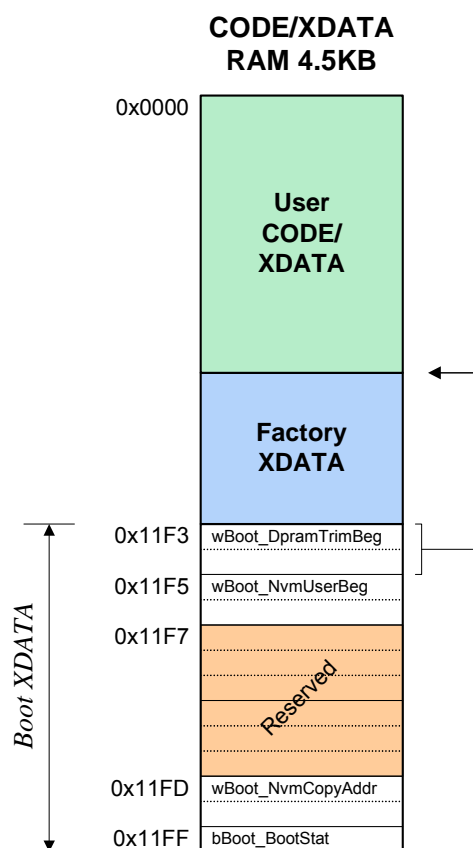 CODE/XDATA
RAM 4.5KB
0x0000
User
CODE/
XDATA
Factory
XDATA
0x11F3
wBoot_DpramTrimBeg
0x11F5
wBoot_NvmUserBeg
0x11F7
Reserved
0x11FD
wBoot_NvmCopyAddr
0x11FF
bBoot_BootStat
Boot XDATA